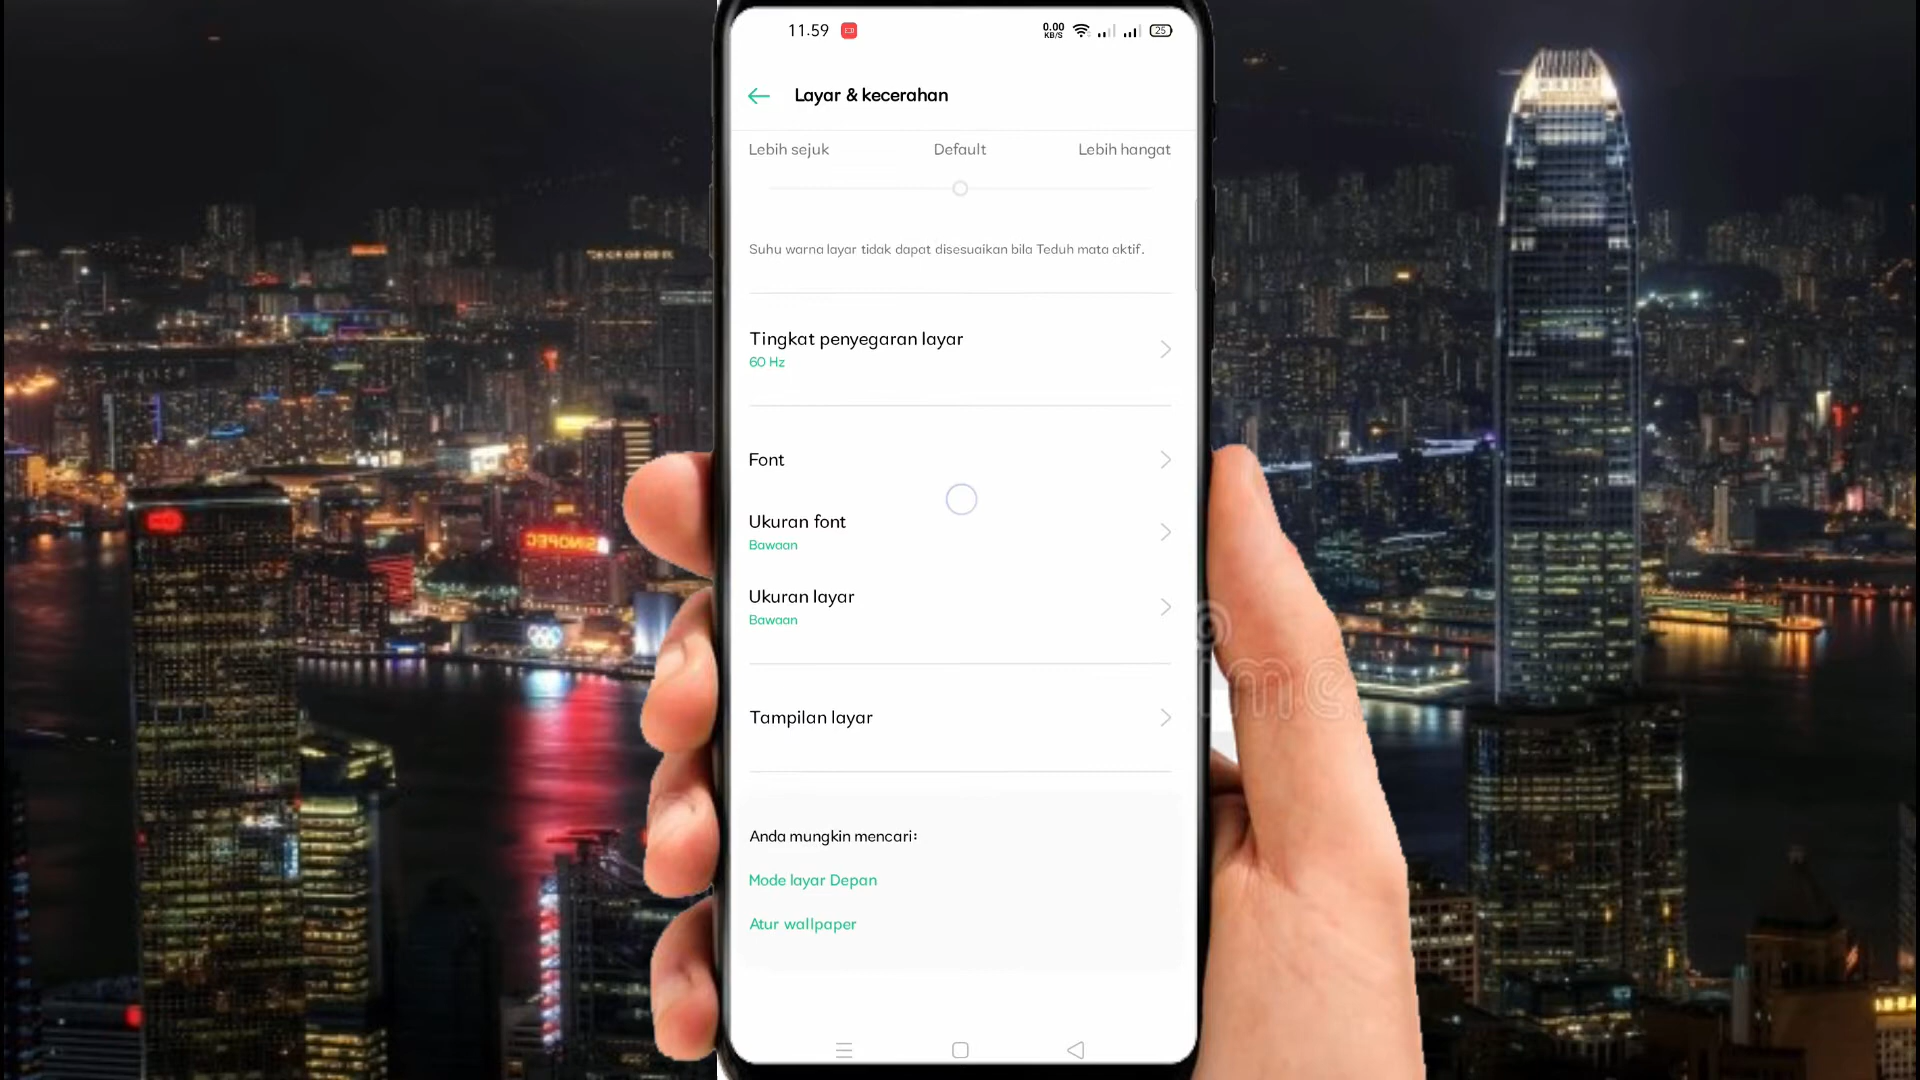 11.59
0.00
KB/S
25
Layar & kecerahan
Lebih sejuk
Default
Lebih hangat
Suhu warna layar tidak dapat disesuaikan bila Teduh mata aktif.
Tingkat penyegaran layar
60 Hz
Font
Ukuran font
Bawaan
Ukuran layar
Bawaan
Tampilan layar
Anda mungkin mencari:
Mode layar Depan
Atur wallpaper
SINOPEC